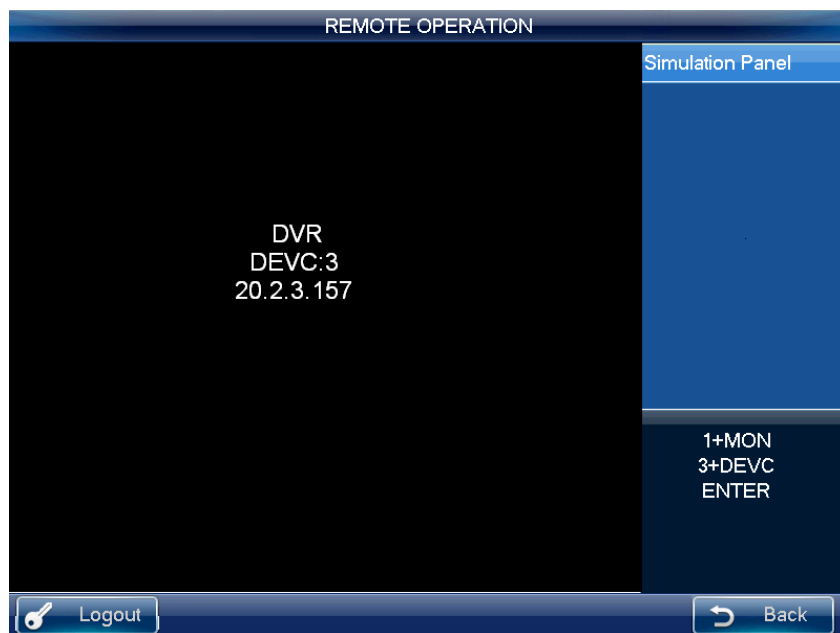 REMOTE OPERATION
Simulation Panel
DVR
DEVC:3
20.2.3.157
1+MON
3+DEVC
ENTER
Logout
Back